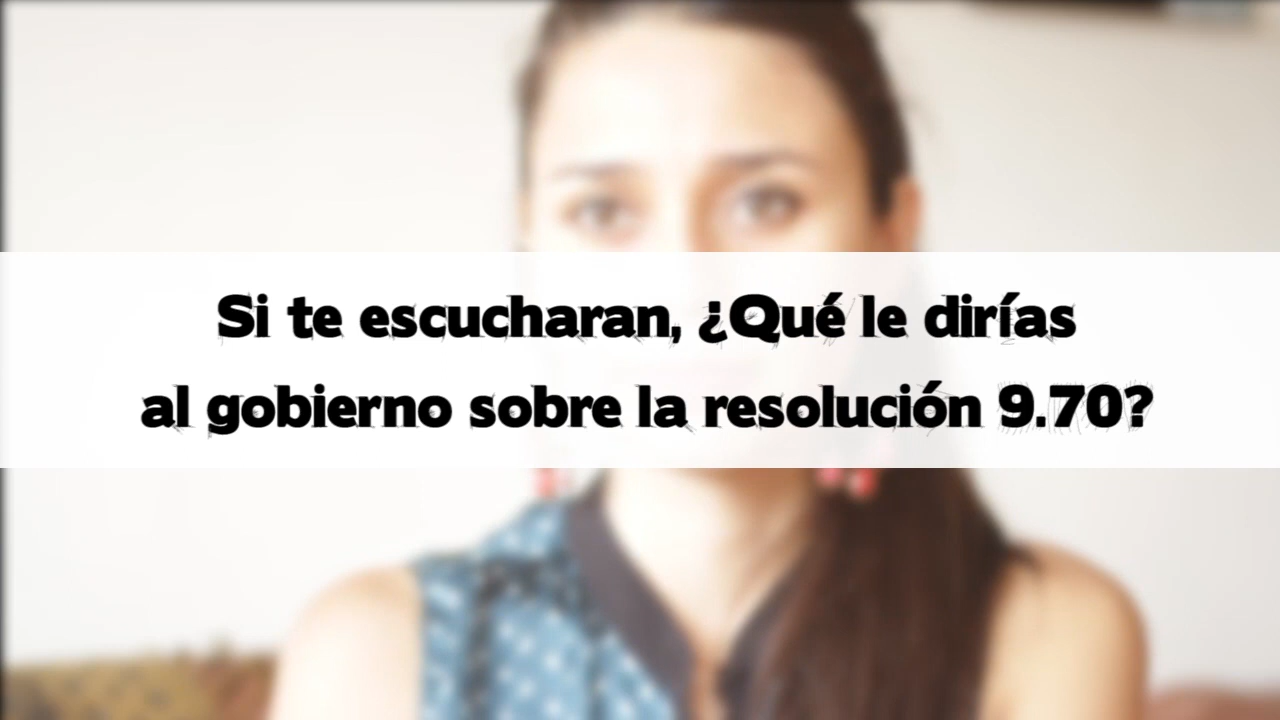 Si te escucharan, ¿Qué le dirías
al gobierno sobre la resolución 9.70?